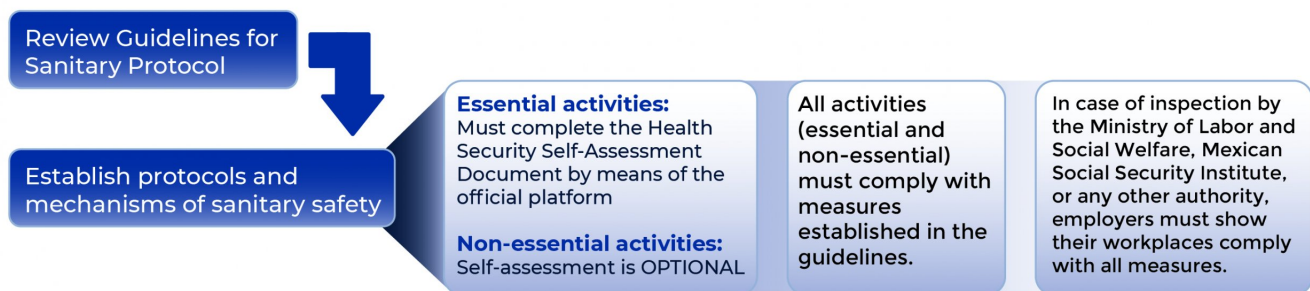 Review Guidelines for
Sanitary Protocol
Establish protocols and
mechanisms of sanitary safety
Essential activities:
Must complete the Health
Security Self-Assessment
Document by means of the
official platform
Non-essential activities:
Self-assessment is OPTIONAL
All activities
(essential and
non-essential)
must comply with
measures
established in the
guidelines.
In case of inspection by
the Ministry of Labor and
Social Welfare, Mexican
Social Security Institute,
or any other authority,
employers must show
their workplaces comply
with all measures.